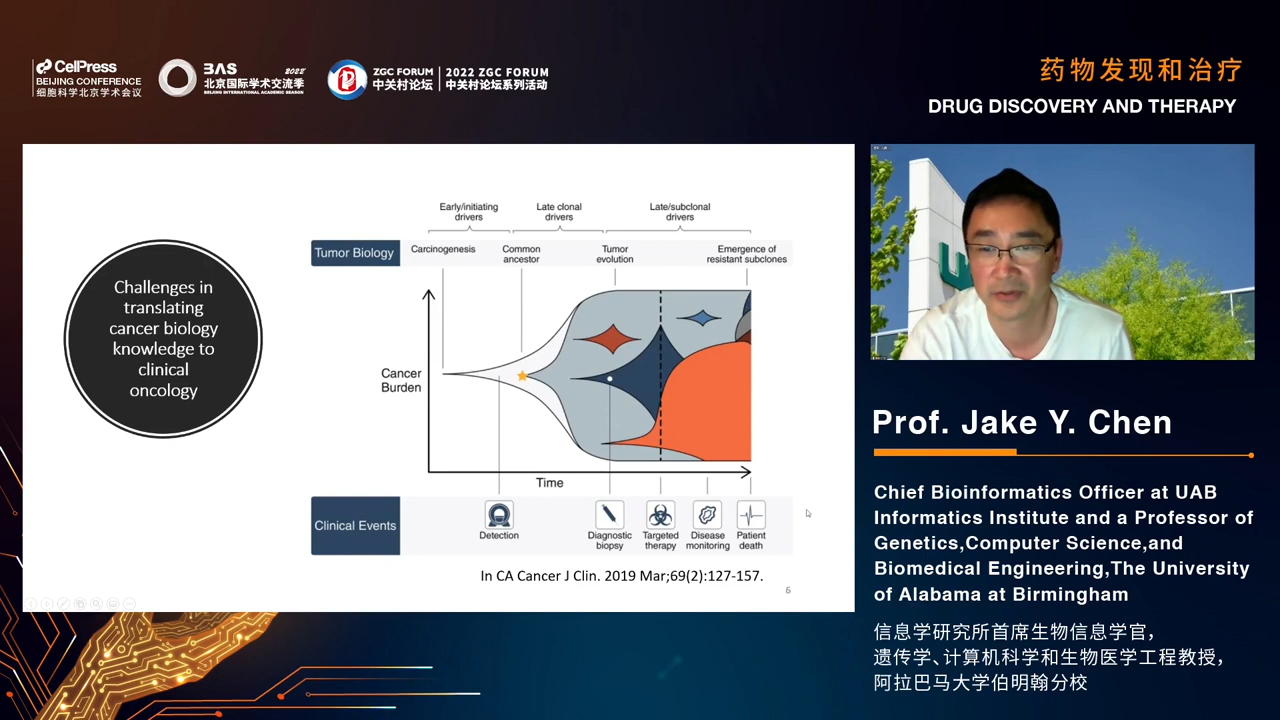 CellPress
BEIJING CONFERENCE
细胞科学北京学术会议
BAS 2022
北京国际学术交流季
BEIJING INTERNATIONAL ACADEMIC SEASON
ZGC FORUM
中关村论坛
2022 ZGC FORUM
中关村论坛系列活动
药物发现和治疗
DRUG DISCOVERY AND THERAPY
Challenges in
translating
cancer biology
knowledge to
clinical
oncology
Early/initiating
drivers
Late clonal
drivers
Late/subclonal
drivers
Tumor Biology
Carcinogenesis
Common
ancestor
Tumor
evolution
Emergence of
resistant subclones
Cancer
Burden
Time
Clinical Events
Detection
Diagnostic
biopsy
Targeted
therapy
Disease
monitoring
Patient
death
In CA Cancer J Clin. 2019 Mar;69(2):127-157.
6
U
Prof. Jake Y. Chen
Chief Bioinformatics Officer at UAB
Informatics Institute and a Professor of
Genetics,Computer Science,and
Biomedical Engineering,The University
of Alabama at Birmingham
信息学研究所首席生物信息学官，
遗传学、计算机科学和生物医学工程教授，
阿拉巴马大学伯明翰分校